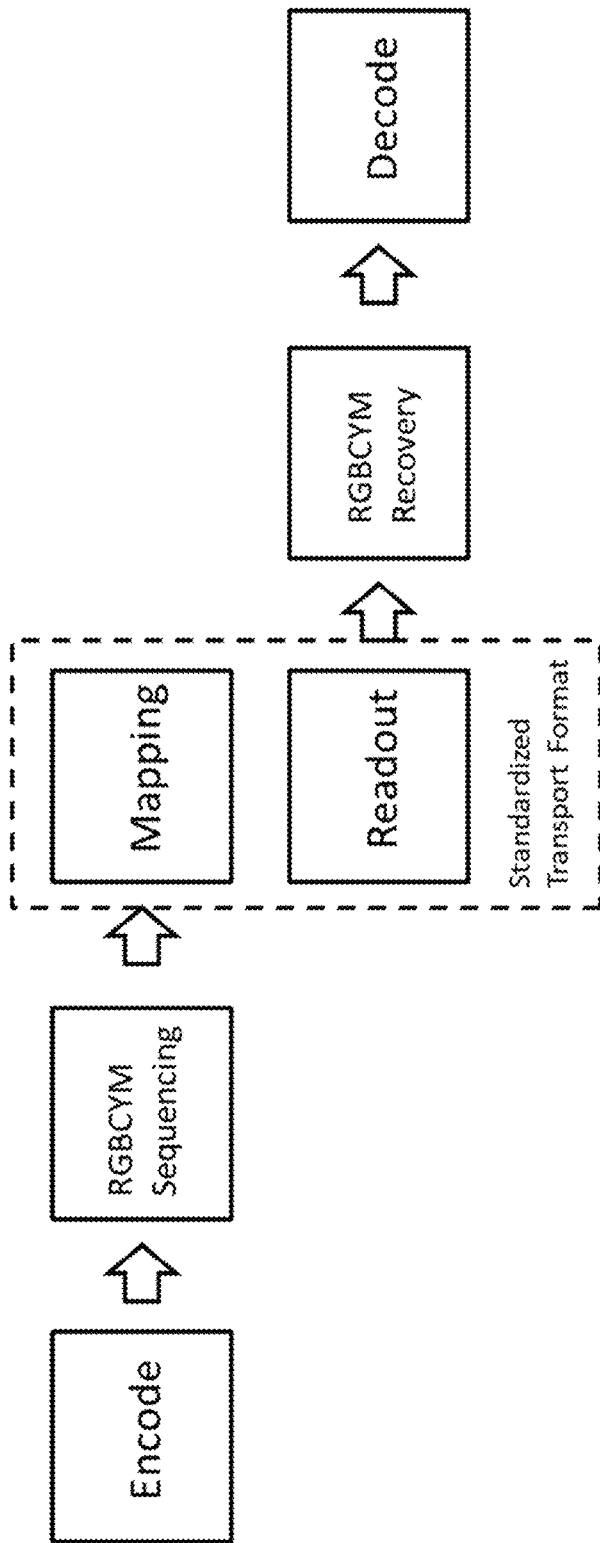 Encode
RGBCYM
Sequencing
Mapping
Readout
Standardized
Transport Format
RGBCYM
Recovery
Decode